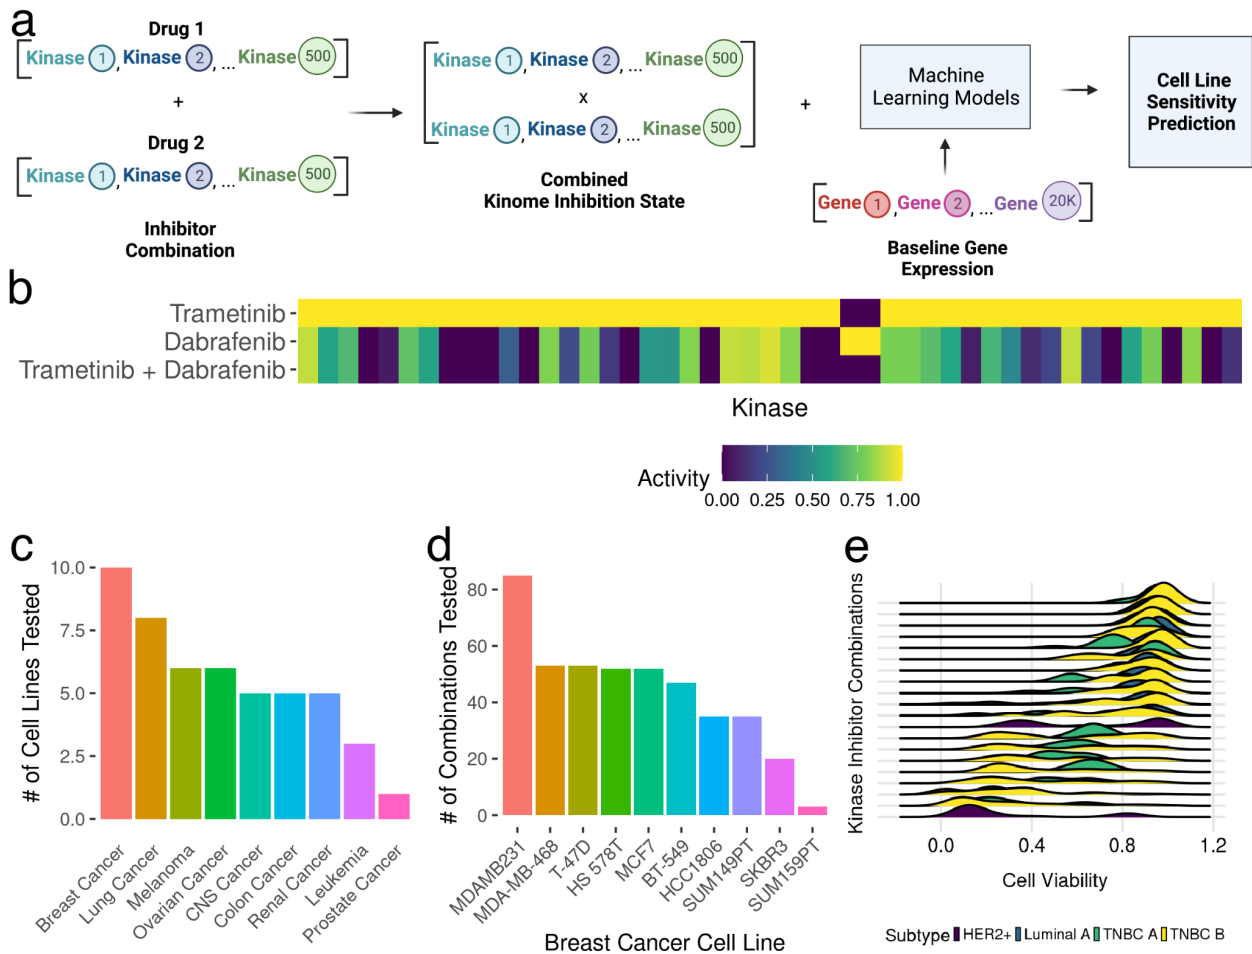 a
Drug 1
[Kinase 1, Kinase 2, ... Kinase 500]
+
Drug 2
[Kinase 1, Kinase 2, ... Kinase 500]
Inhibitor
Combination
[Kinase 1, Kinase 2, ... Kinase 500
x
Kinase 1, Kinase 2, ... Kinase 500]
Combined
Kinome Inhibition State
+
Machine
Learning Models
[Gene 1, Gene 2, ... Gene 20K]
Baseline Gene
Expression
Cell Line
Sensitivity
Prediction
b
Trametinib
Dabrafenib
Trametinib + Dabrafenib
Kinase
Activity
0.00 0.25 0.50 0.75 1.00
c
# of Cell Lines Tested
10.0
7.5
5.0
2.5
0.0
Breast Cancer
Lung Cancer
Melanoma
Ovarian Cancer
CNS Cancer
Colon Cancer
Renal Cancer
Leukemia
Prostate Cancer
d
# of Combinations Tested
80
60
40
20
0
MDAMB231
MDA-MB-468
T-47D
HS 578T
MCF7
BT-549
HCC1806
SUM149PT
SKBR3
SUM159PT
Breast Cancer Cell Line
e
Kinase Inhibitor Combinations
0.0 0.4 0.8 1.2
Cell Viability
Subtype HER2+ Luminal A TNBC A TNBC B